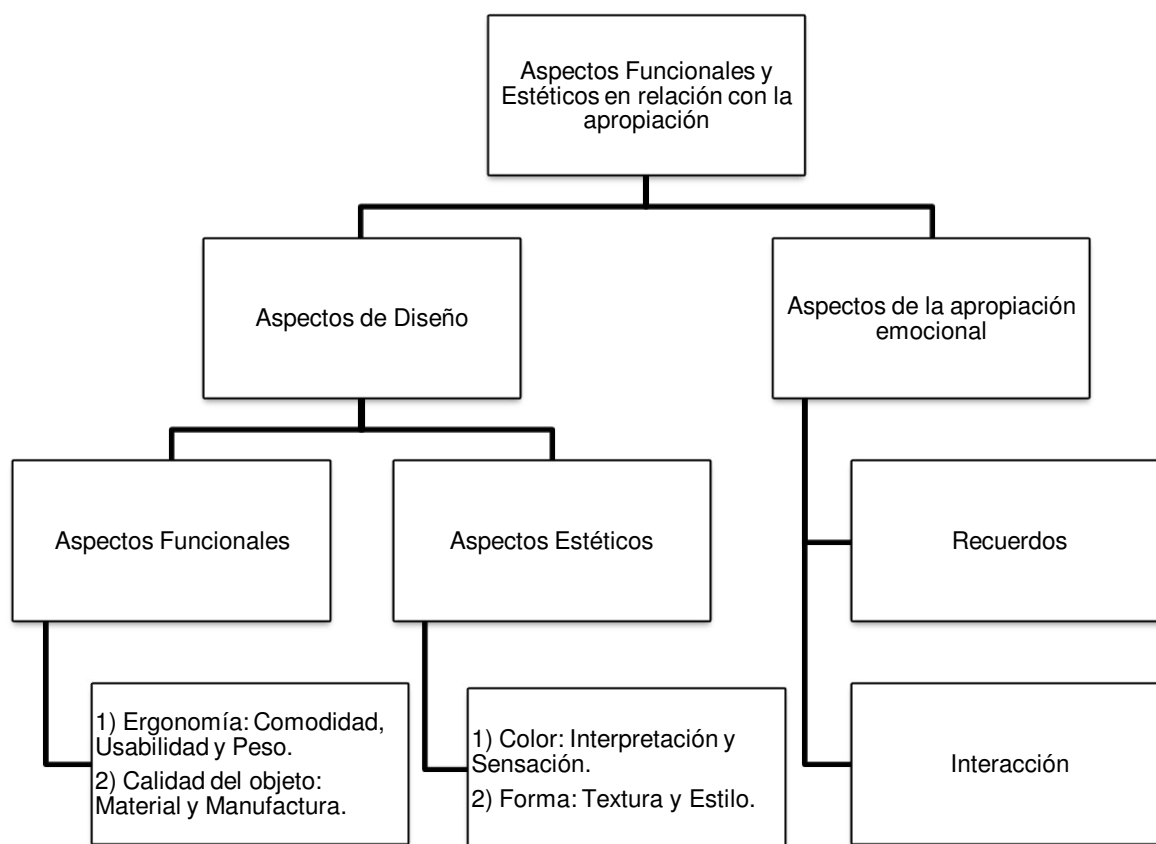 Aspectos Funcionales y
Estéticos en relación con la
apropiación
Aspectos de Diseño
Aspectos de la apropiación
emocional
Aspectos Funcionales
Aspectos Estéticos
Recuerdos
1) Ergonomía: Comodidad,
Usabilidad y Peso.
2) Calidad del objeto:
Material y Manufactura.
1) Color: Interpretación y
Sensación.
2) Forma: Textura y Estilo.
Interacción